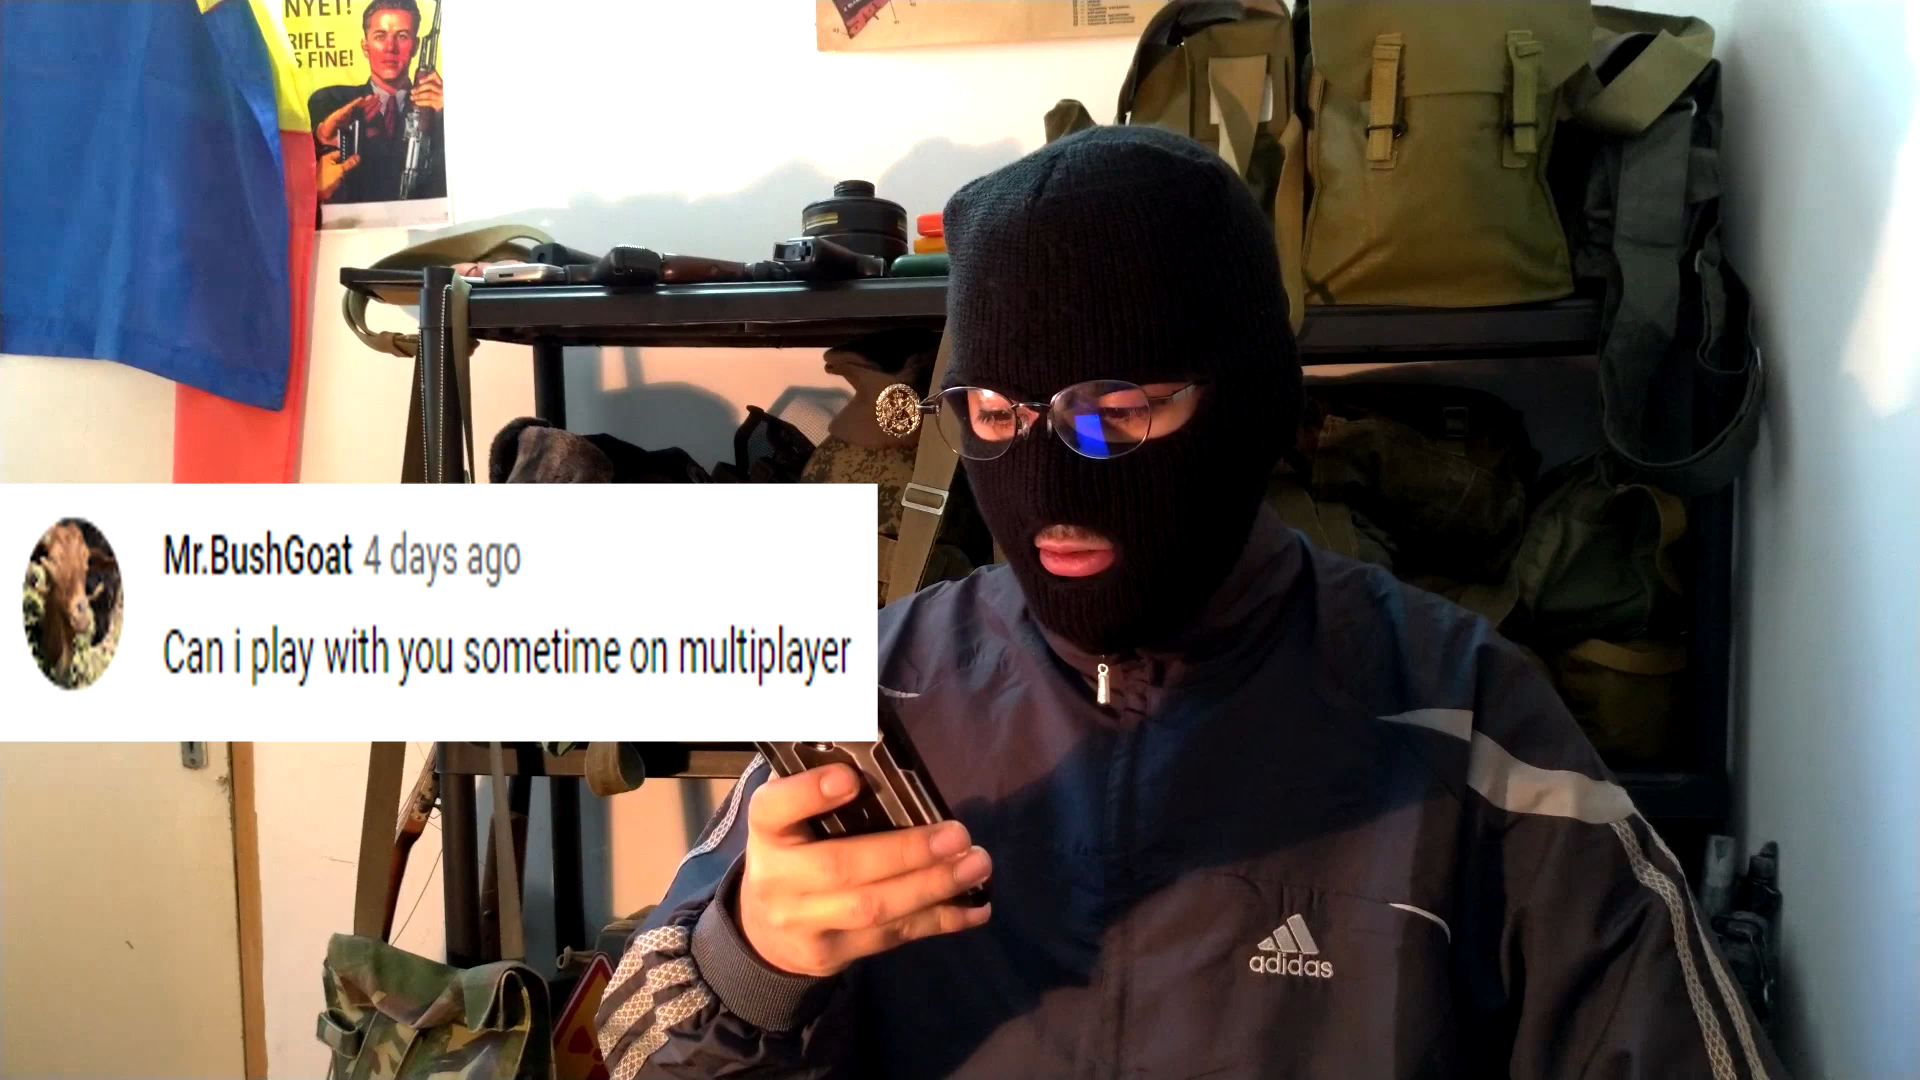 NYET!
RIFLE
S FINE!
Mr.BushGoat 4 days ago
Can i play with you sometime on multiplayer
adidas